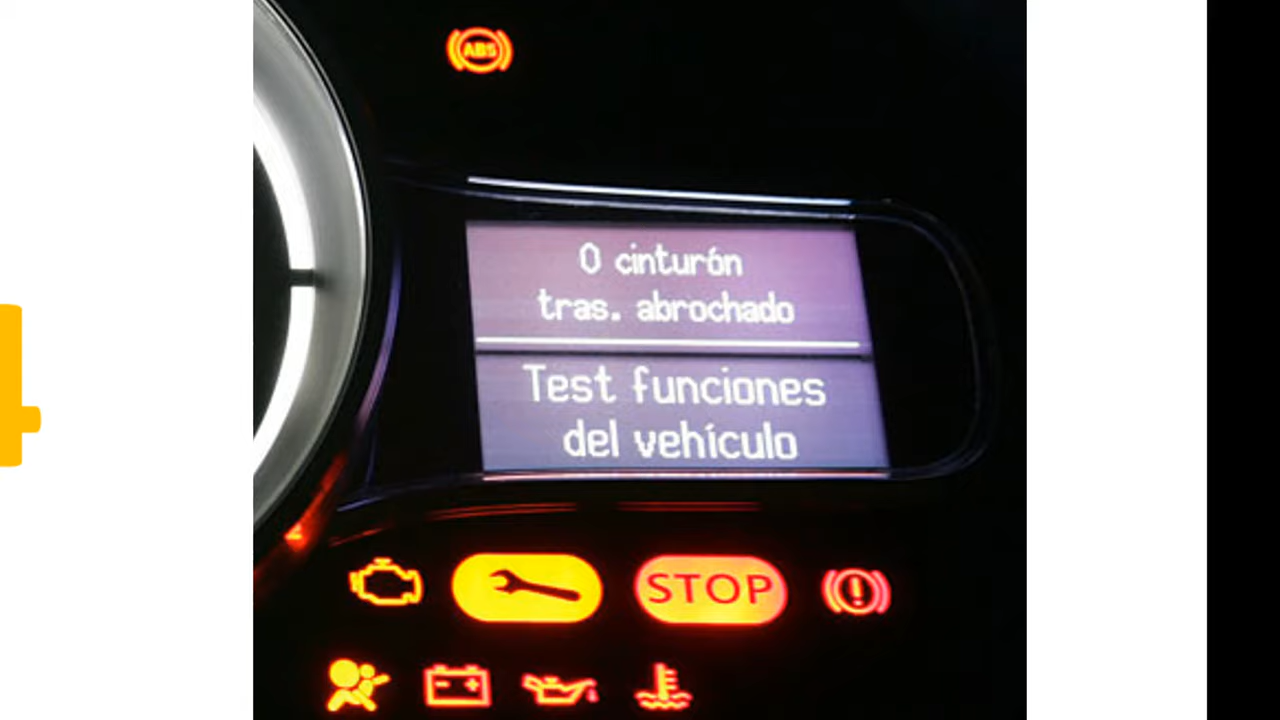 ABS
0 cinturón
tras. abrochado
Test funciones
del vehículo
STOP